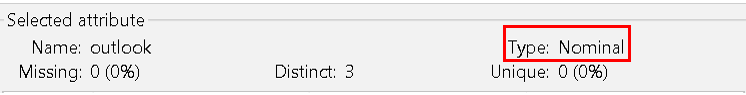 Selected attribute
Name: outlook Type: Nominal
Missing: 0 (0%) Distinct: 3 Unique: 0 (0%)